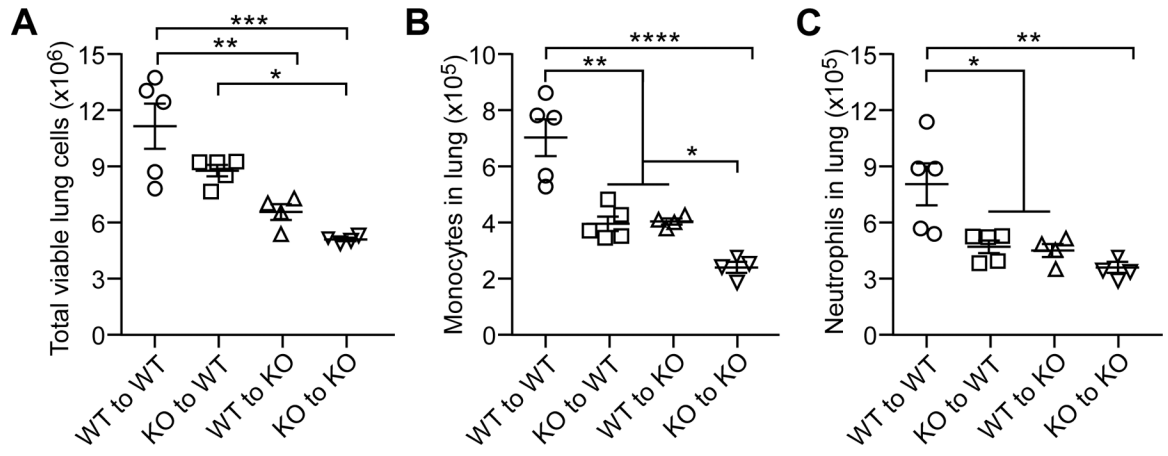 A
Total viable lung cells (x10⁶)
15
12
9
6
3
0
***
**
*
WT to WT
KO to WT
WT to KO
KO to KO
B
Monocytes in lung (x10⁵)
10
8
6
4
2
0
****
**
*
WT to WT
KO to WT
WT to KO
KO to KO
C
Neutrophils in lung (x10⁵)
15
12
9
6
3
0
**
*
WT to WT
KO to WT
WT to KO
KO to KO